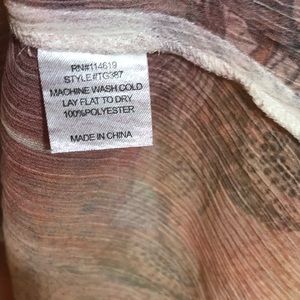 RN#114619
STYLE#TG387
MACHINE WASH COLD
LAY FLAT TO DRY
100%POLYESTER
MADE IN CHINA